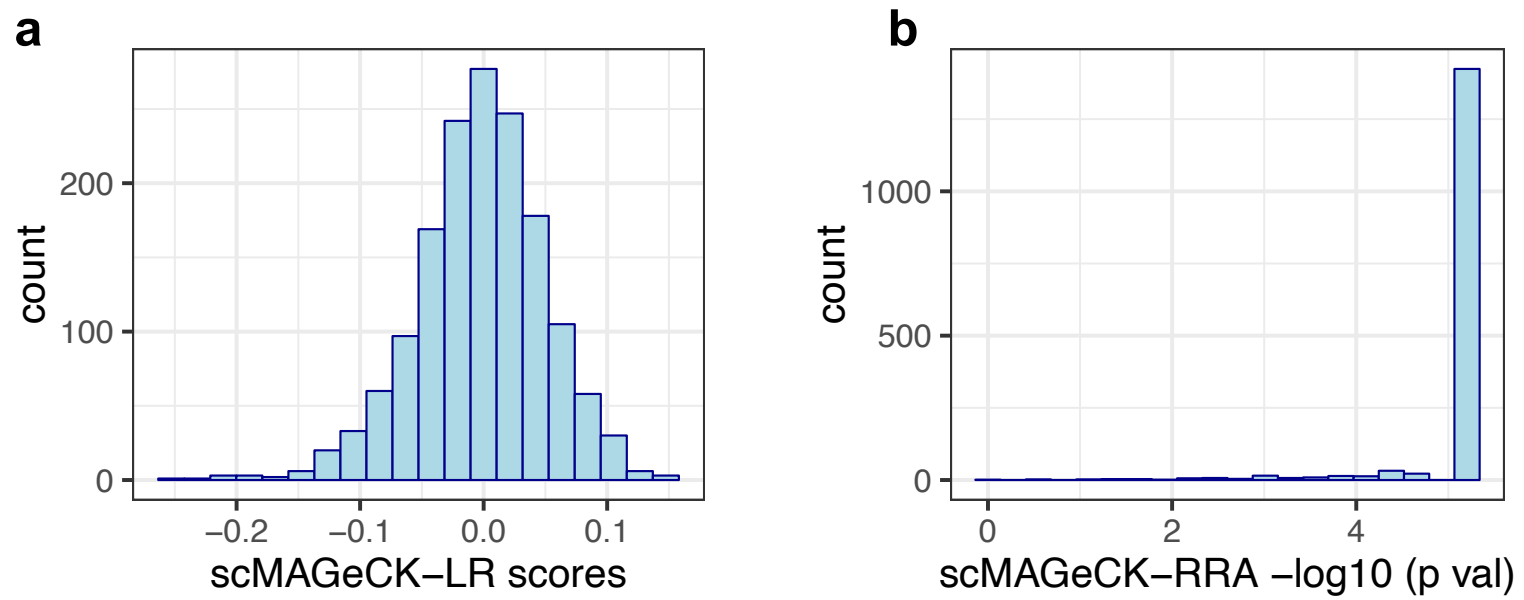 a
count
200
100
0
−0.2 −0.1 0.0 0.1
scMAGeCK−LR scores
b
count
1000
500
0
0 2 4
scMAGeCK−RRA −log10 (p val)